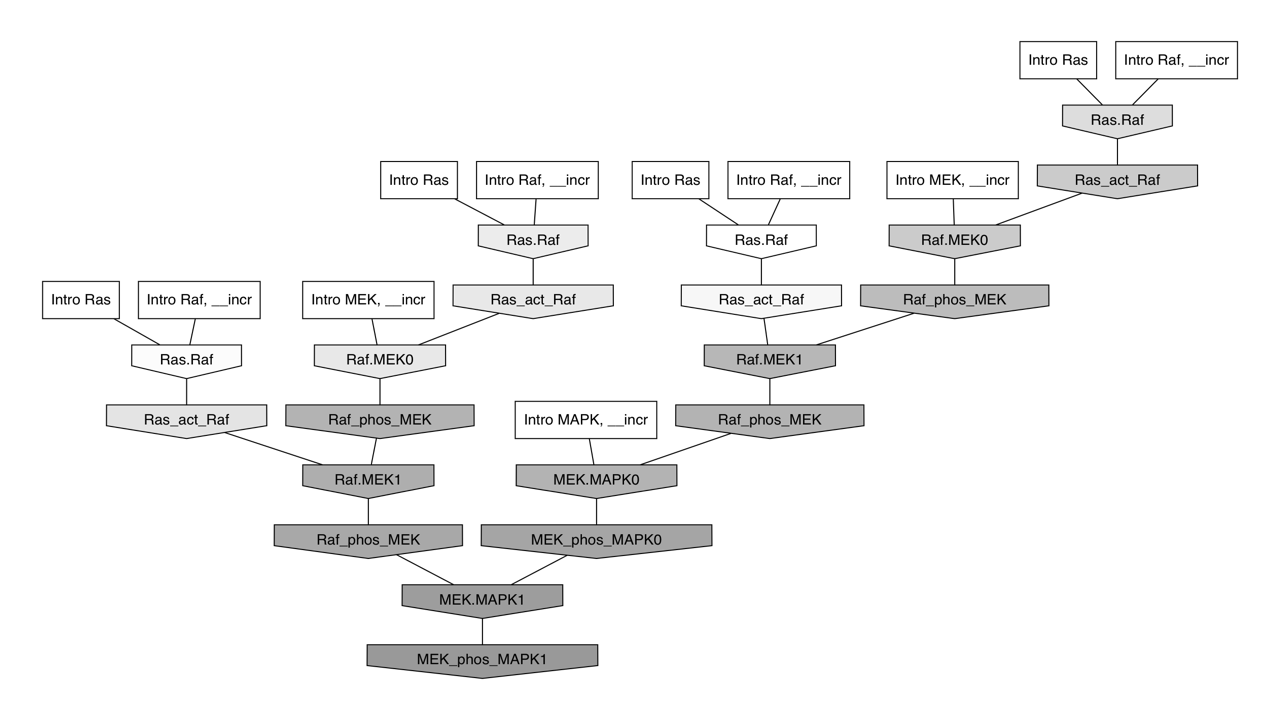 Intro Ras
Intro Raf, __incr
Ras.Raf
Intro Ras
Intro Raf, __incr
Intro Ras
Intro Raf, __incr
Intro MEK, __incr
Ras_act_Raf
Ras.Raf
Ras.Raf
Raf.MEK0
Intro Ras
Intro Raf, __incr
Intro MEK, __incr
Ras_act_Raf
Ras_act_Raf
Raf_phos_MEK
Ras.Raf
Raf.MEK0
Raf.MEK1
Ras_act_Raf
Raf_phos_MEK
Intro MAPK, __incr
Raf_phos_MEK
Raf.MEK1
MEK.MAPK0
Raf_phos_MEK
MEK_phos_MAPK0
MEK.MAPK1
MEK_phos_MAPK1